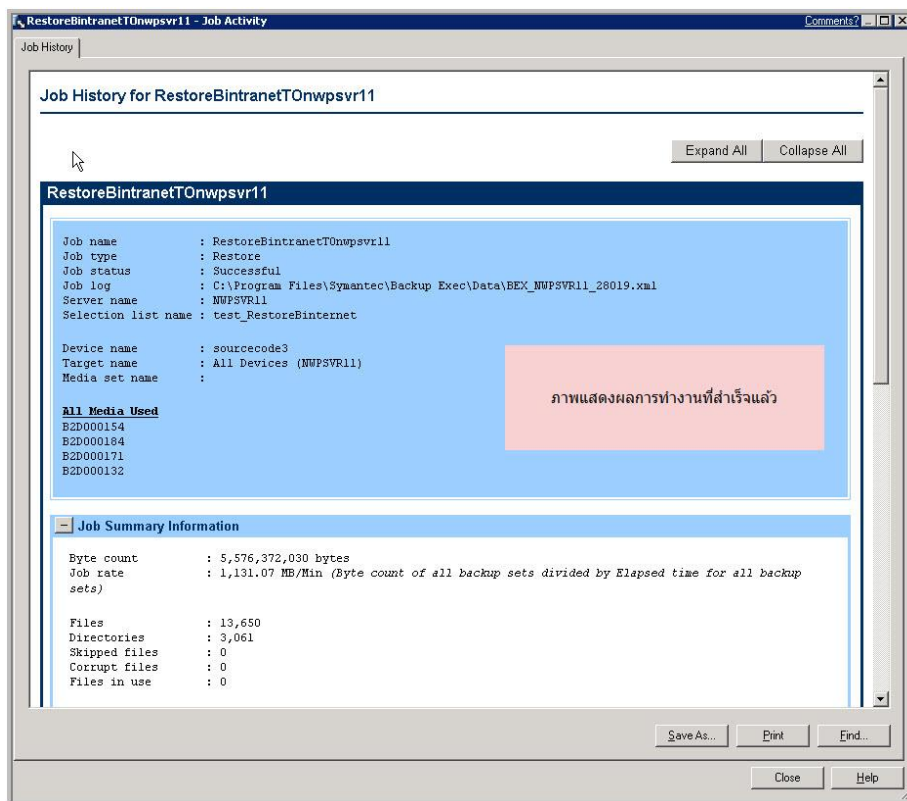 RestoreBintranetTOnwpsvr11 - Job Activity
Comments?
Job History
Job History for RestoreBintranetTOnwpsvr11
Expand All
Collapse All
RestoreBintranetTOnwpsvr11
Job name : RestoreBintranetTOnwpsvr11
Job type : Restore
Job status : Successful
Job log : C:\Program Files\Symantec\Backup Exec\Data\BEX_NWPSVR11_28019.xml
Server name : NWPSVR11
Selection list name : test_RestoreBinternet
Device name : sourcecode3
Target name : All Devices (NWPSVR11)
Media set name :
ภาพแสดงผลการทำงานที่สำเร็จแล้ว
All Media Used
B2D000154
B2D000184
B2D000171
B2D000132
Job Summary Information
Byte count : 5,576,372,030 bytes
Job rate : 1,131.07 MB/Min (Byte count of all backup sets divided by Elapsed time for all backup
sets)
Files : 13,650
Directories : 3,061
Skipped files : 0
Corrupt files : 0
Files in use : 0
Save As...
Print
Find...
Close
Help